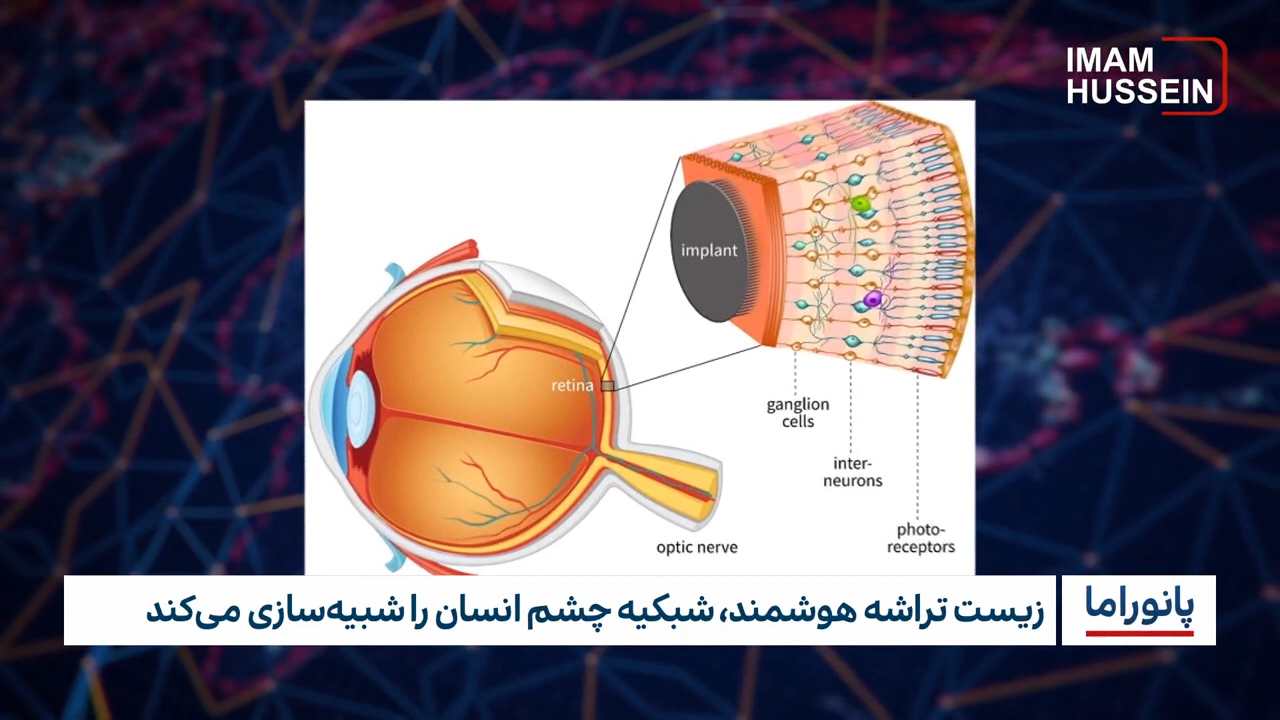 IMAM
HUSSEIN
implant
retina
ganglion
cells
inter-
neurons
photo-
receptors
optic nerve
پانوراما
زیست تراشه هوشمند، شبکیه چشم انسان را شبیه‌سازی می‌کند